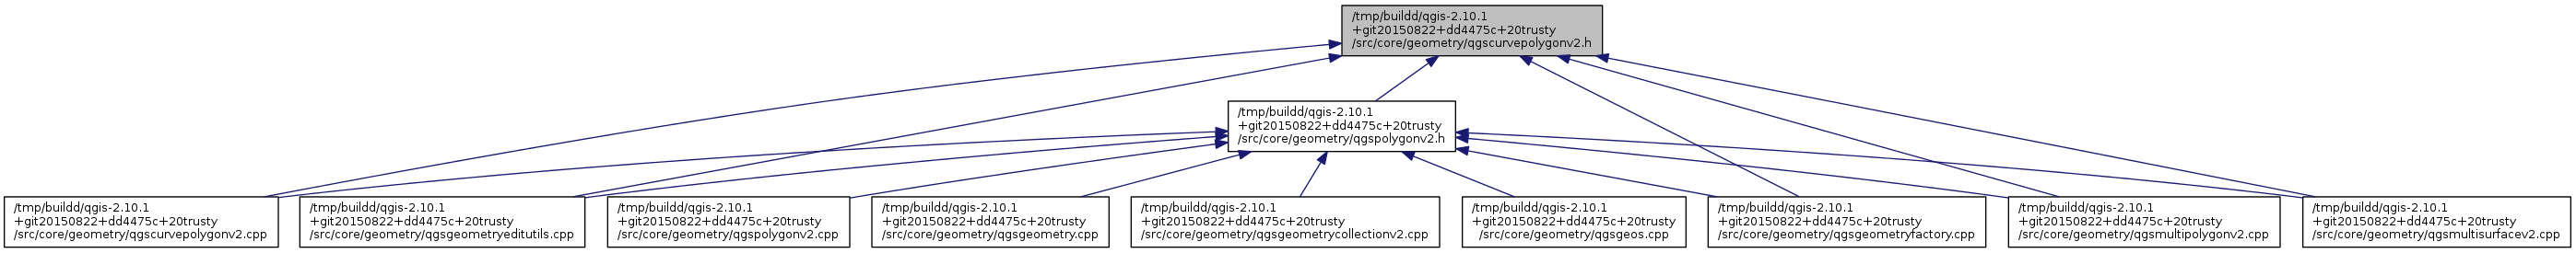 /tmp/buildd/qgis-2.10.1
+git20150822+dd4475c+20trusty
/src/core/geometry/qgscurvepolygonv2.h
/tmp/buildd/qgis-2.10.1
+git20150822+dd4475c+20trusty
/src/core/geometry/qgspolygonv2.h
/tmp/buildd/qgis-2.10.1
+git20150822+dd4475c+20trusty
/src/core/geometry/qgscurvepolygonv2.cpp
/tmp/buildd/qgis-2.10.1
+git20150822+dd4475c+20trusty
/src/core/geometry/qgsgeometryeditutils.cpp
/tmp/buildd/qgis-2.10.1
+git20150822+dd4475c+20trusty
/src/core/geometry/qgspolygonv2.cpp
/tmp/buildd/qgis-2.10.1
+git20150822+dd4475c+20trusty
/src/core/geometry/qgsgeometry.cpp
/tmp/buildd/qgis-2.10.1
+git20150822+dd4475c+20trusty
/src/core/geometry/qgsgeometrycollectionv2.cpp
/tmp/buildd/qgis-2.10.1
+git20150822+dd4475c+20trusty
/src/core/geometry/qgsgeos.cpp
/tmp/buildd/qgis-2.10.1
+git20150822+dd4475c+20trusty
/src/core/geometry/qgsgeometryfactory.cpp
/tmp/buildd/qgis-2.10.1
+git20150822+dd4475c+20trusty
/src/core/geometry/qgsmultipolygonv2.cpp
/tmp/buildd/qgis-2.10.1
+git20150822+dd4475c+20trusty
/src/core/geometry/qgsmultisurfacev2.cpp